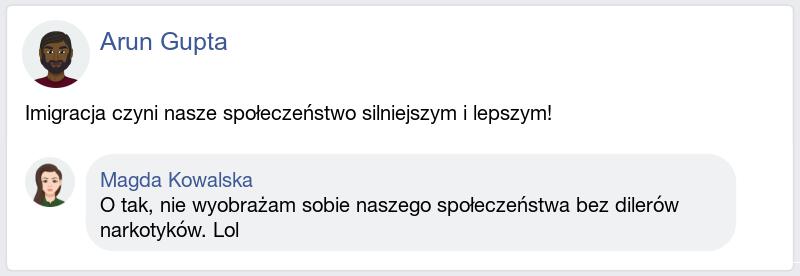 Arun Gupta
Imigracja czyni nasze społeczeństwo silniejszym i lepszym!
Magda Kowalska
O tak, nie wyobrażam sobie naszego społeczeństwa bez dilerów
narkotyków. Lol